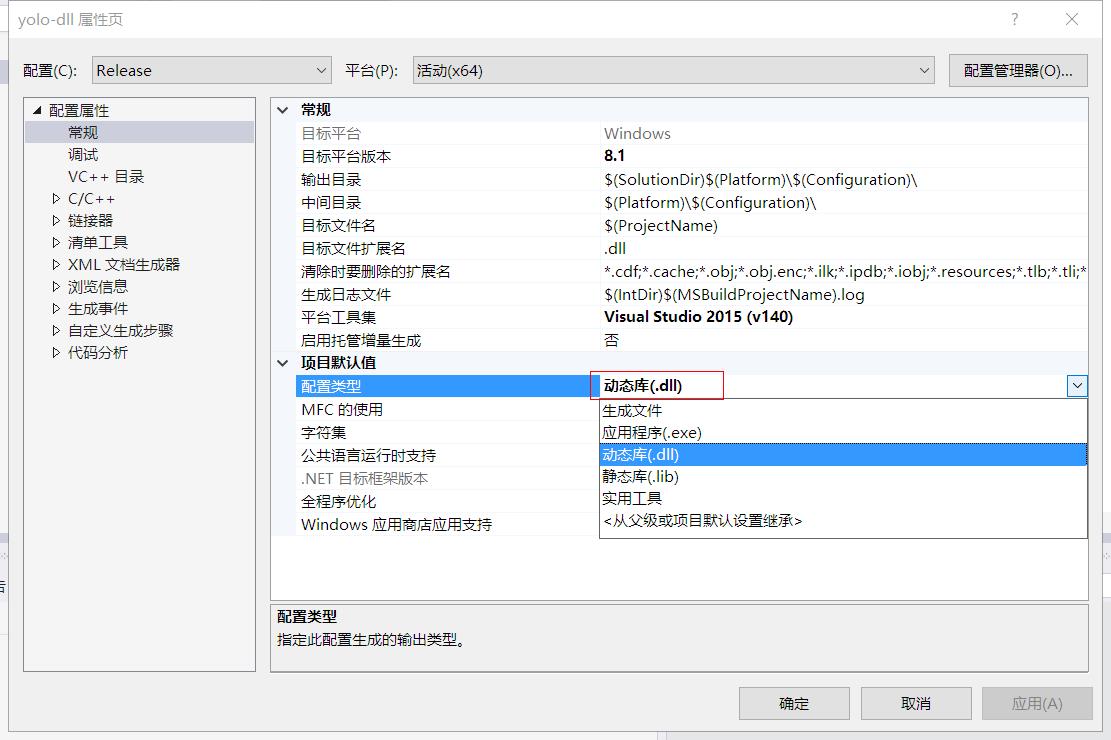 yolo-dll 属性页
配置(C): Release 平台(P): 活动(x64) 配置管理器(O)...
配置属性
常规
调试
VC++ 目录
C/C++
链接器
清单工具
XML 文档生成器
浏览信息
生成事件
自定义生成步骤
代码分析
常规
目标平台 Windows
目标平台版本 8.1
输出目录 $(SolutionDir)$(Platform)\$(Configuration)\
中间目录 $(Platform)\$(Configuration)\
目标文件名 $(ProjectName)
目标文件扩展名 .dll
清除时要删除的扩展名 *.cdf;*.cache;*.obj;*.obj.enc;*.ilk;*.ipdb;*.iobj;*.resources;*.tlb;*.tli;*
生成日志文件 $(IntDir)$(MSBuildProjectName).log
平台工具集 Visual Studio 2015 (v140)
启用托管增量生成 否
项目默认值
配置类型 动态库(.dll)
MFC 的使用
字符集
公共语言运行时支持
.NET 目标框架版本
全程序优化
Windows 应用商店应用支持
生成文件
应用程序(.exe)
动态库(.dll)
静态库(.lib)
实用工具
<从父级或项目默认设置继承>
配置类型
指定此配置生成的输出类型。
确定 取消 应用(A)